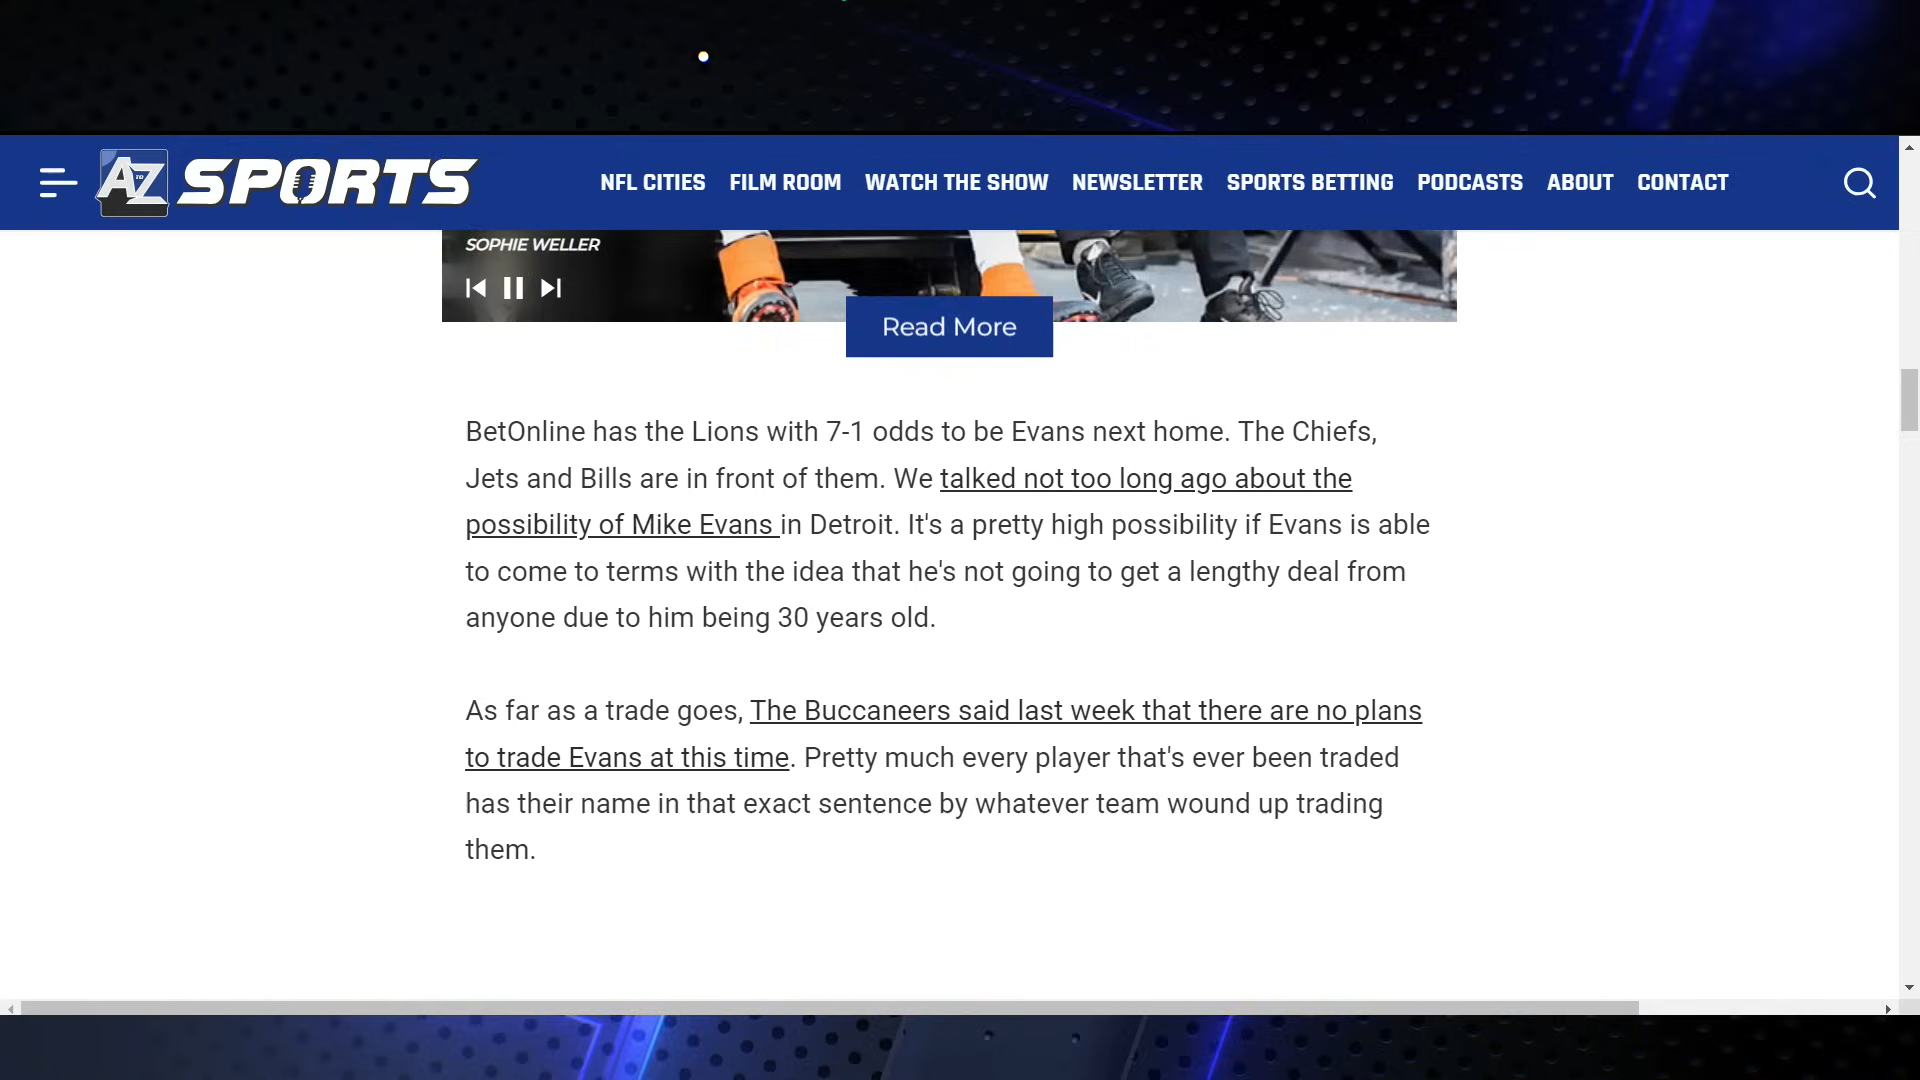 A TO Z SPORTS
NFL CITIES FILM ROOM WATCH THE SHOW NEWSLETTER SPORTS BETTING PODCASTS ABOUT CONTACT
SOPHIE WELLER
Read More
BetOnline has the Lions with 7-1 odds to be Evans next home. The Chiefs,
Jets and Bills are in front of them. We talked not too long ago about the
possibility of Mike Evans in Detroit. It's a pretty high possibility if Evans is able
to come to terms with the idea that he's not going to get a lengthy deal from
anyone due to him being 30 years old.
As far as a trade goes, The Buccaneers said last week that there are no plans
to trade Evans at this time. Pretty much every player that's ever been traded
has their name in that exact sentence by whatever team wound up trading
them.